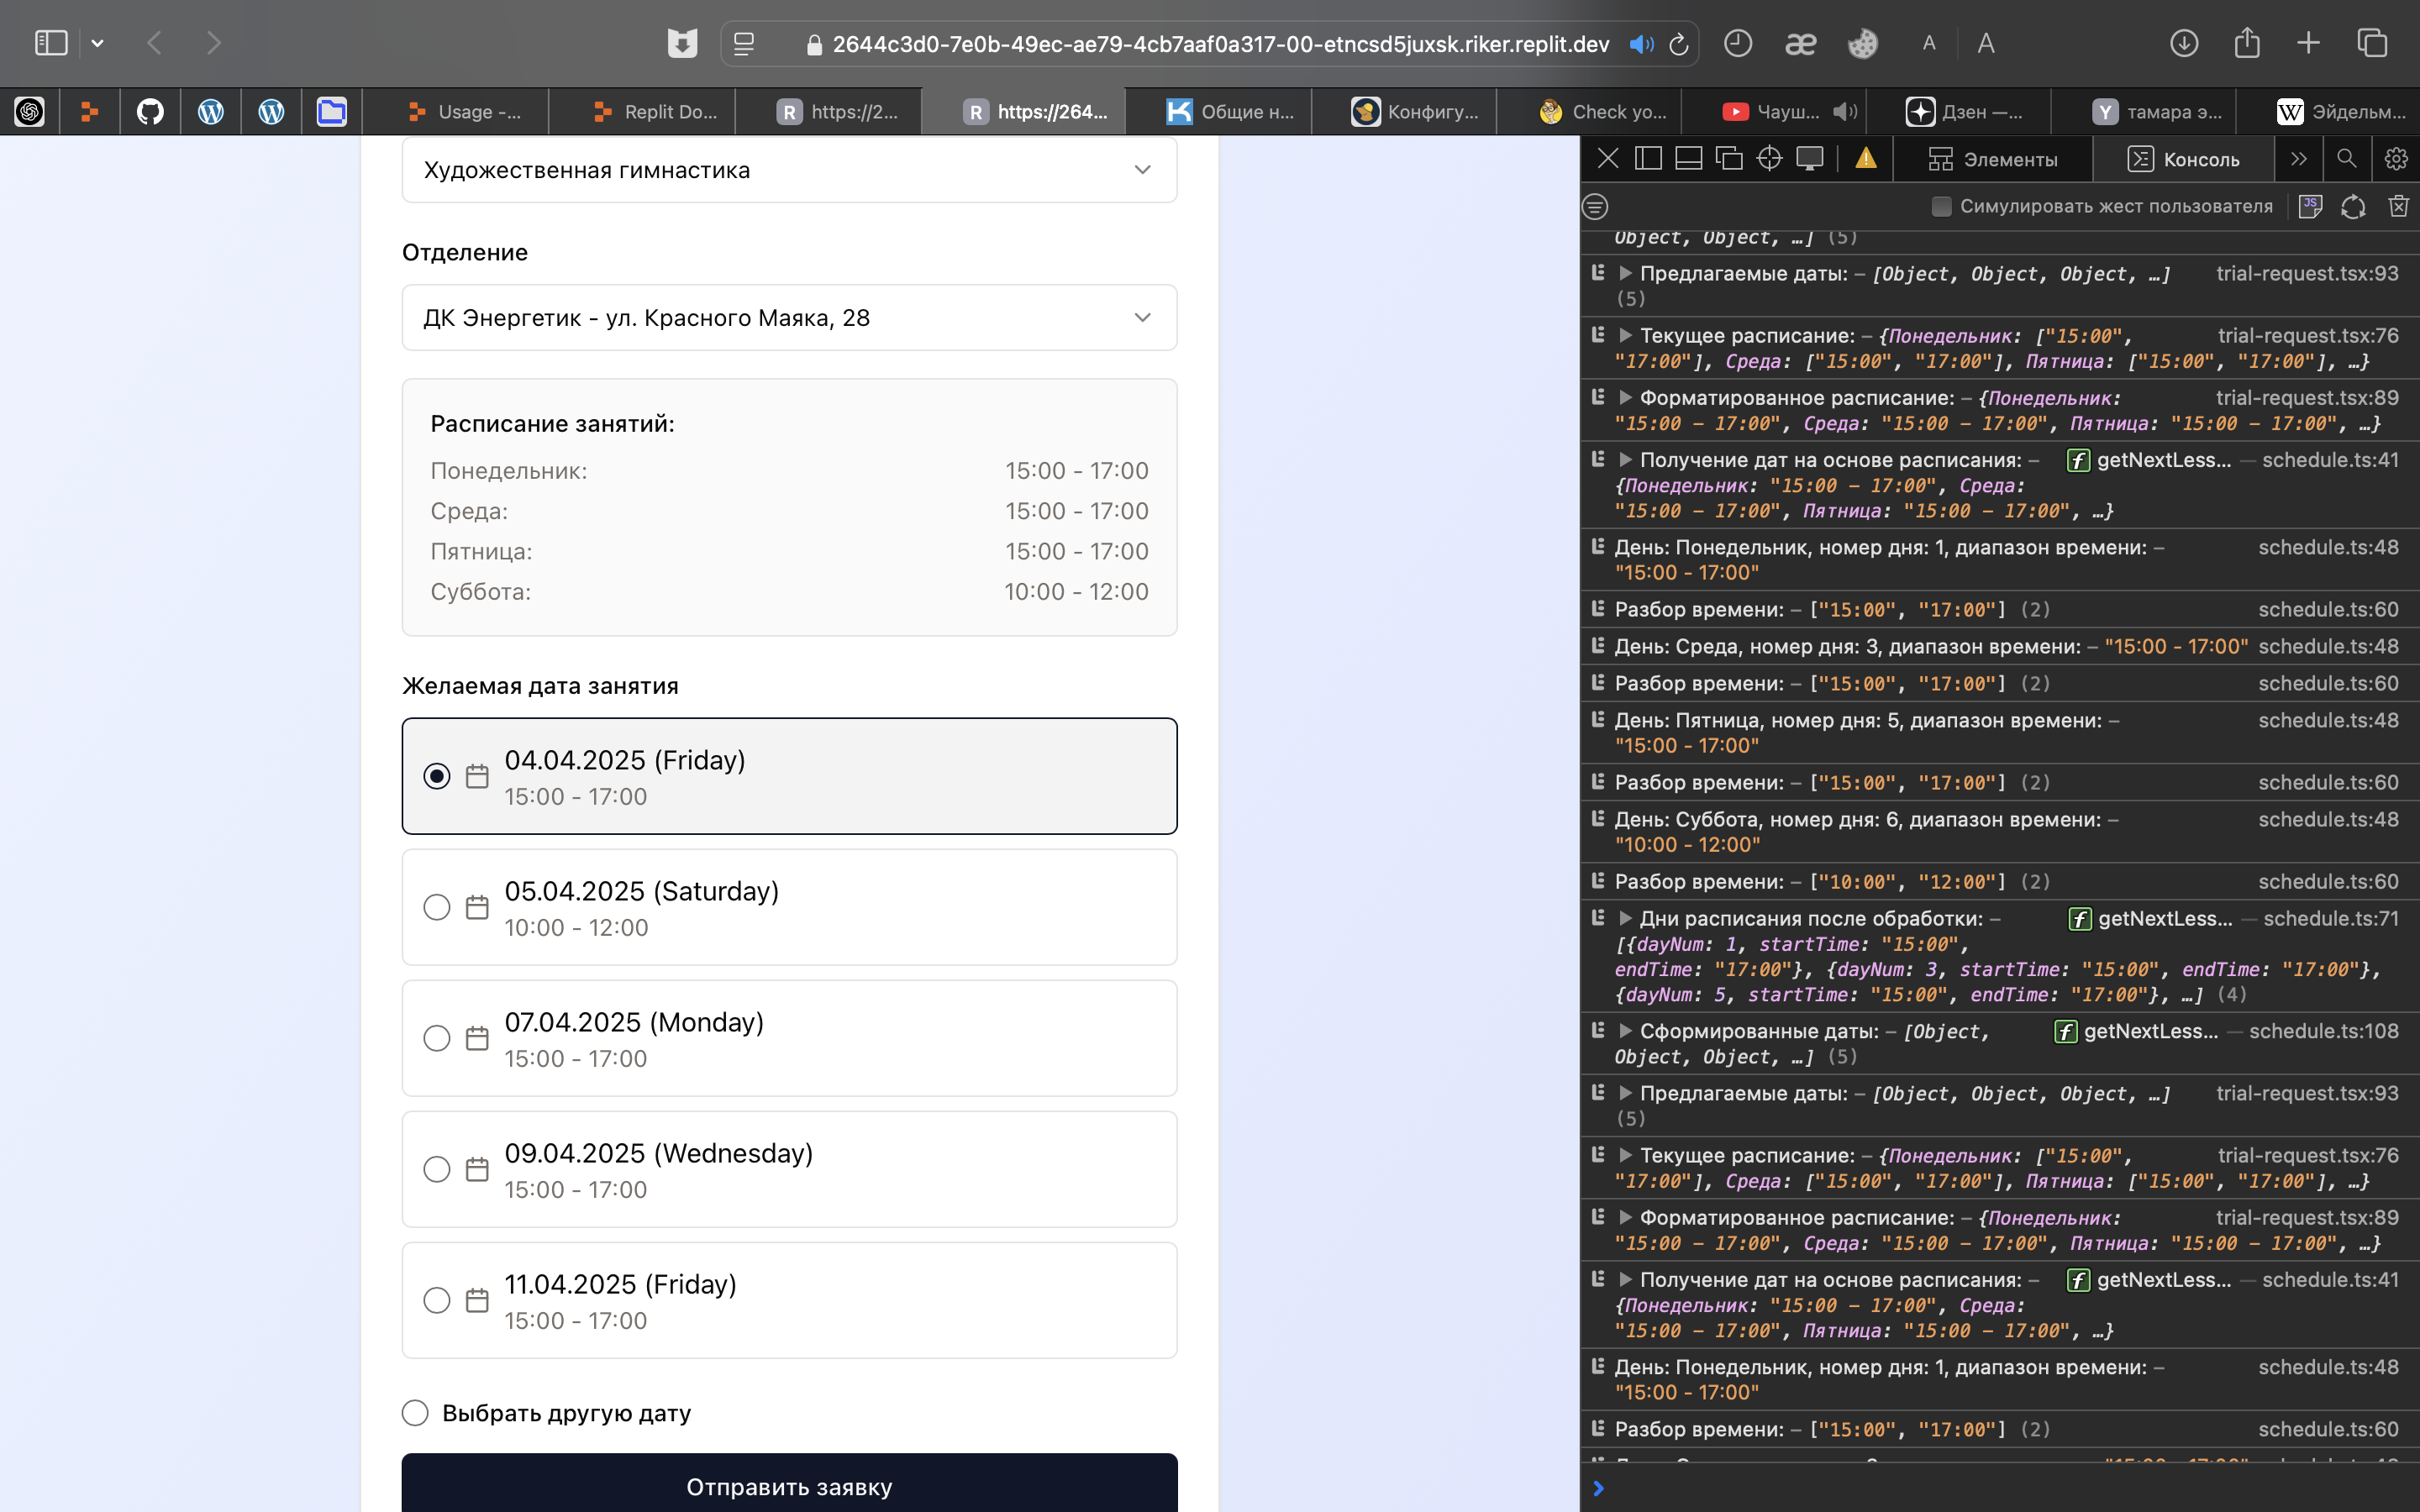 2644c3d0-7e0b-49ec-ae79-4cb7aaf0a317-00-etncsd5juxsk.riker.replit.dev
Usage -...
Replit Do...
https://2...
https://264...
Общие н...
Конфигу...
Check yo...
Чауш...
Дзен —...
тамара э...
Эйдельм...
Художественная гимнастика
Отделение
ДК Энергетик - ул. Красного Маяка, 28
Расписание занятий:
Понедельник: 15:00 - 17:00
Среда: 15:00 - 17:00
Пятница: 15:00 - 17:00
Суббота: 10:00 - 12:00
Желаемая дата занятия
04.04.2025 (Friday)
15:00 - 17:00
05.04.2025 (Saturday)
10:00 - 12:00
07.04.2025 (Monday)
15:00 - 17:00
09.04.2025 (Wednesday)
15:00 - 17:00
11.04.2025 (Friday)
15:00 - 17:00
Выбрать другую дату
Отправить заявку
Элементы
Консоль
Симулировать жест пользователя
Object, Object, …] (5)
Предлагаемые даты: – [Object, Object, Object, …] trial-request.tsx:93
(5)
Текущее расписание: – {Понедельник: ["15:00", trial-request.tsx:76
"17:00"], Среда: ["15:00", "17:00"], Пятница: ["15:00", "17:00"], …}
Форматированное расписание: – {Понедельник: trial-request.tsx:89
"15:00 – 17:00", Среда: "15:00 – 17:00", Пятница: "15:00 – 17:00", …}
Получение дат на основе расписания: – getNextLess... — schedule.ts:41
{Понедельник: "15:00 – 17:00", Среда:
"15:00 – 17:00", Пятница: "15:00 – 17:00", …}
День: Понедельник, номер дня: 1, диапазон времени: – schedule.ts:48
"15:00 - 17:00"
Разбор времени: – ["15:00", "17:00"] (2) schedule.ts:60
День: Среда, номер дня: 3, диапазон времени: – "15:00 - 17:00" schedule.ts:48
Разбор времени: – ["15:00", "17:00"] (2) schedule.ts:60
День: Пятница, номер дня: 5, диапазон времени: – schedule.ts:48
"15:00 - 17:00"
Разбор времени: – ["15:00", "17:00"] (2) schedule.ts:60
День: Суббота, номер дня: 6, диапазон времени: – schedule.ts:48
"10:00 - 12:00"
Разбор времени: – ["10:00", "12:00"] (2) schedule.ts:60
Дни расписания после обработки: – getNextLess... — schedule.ts:71
[{dayNum: 1, startTime: "15:00",
endTime: "17:00"}, {dayNum: 3, startTime: "15:00", endTime: "17:00"},
{dayNum: 5, startTime: "15:00", endTime: "17:00"}, …] (4)
Сформированные даты: – [Object, getNextLess... — schedule.ts:108
Object, Object, …] (5)
Предлагаемые даты: – [Object, Object, Object, …] trial-request.tsx:93
(5)
Текущее расписание: – {Понедельник: ["15:00", trial-request.tsx:76
"17:00"], Среда: ["15:00", "17:00"], Пятница: ["15:00", "17:00"], …}
Форматированное расписание: – {Понедельник: trial-request.tsx:89
"15:00 – 17:00", Среда: "15:00 – 17:00", Пятница: "15:00 – 17:00", …}
Получение дат на основе расписания: – getNextLess... — schedule.ts:41
{Понедельник: "15:00 – 17:00", Среда:
"15:00 – 17:00", Пятница: "15:00 – 17:00", …}
День: Понедельник, номер дня: 1, диапазон времени: – schedule.ts:48
"15:00 - 17:00"
Разбор времени: – ["15:00", "17:00"] (2) schedule.ts:60